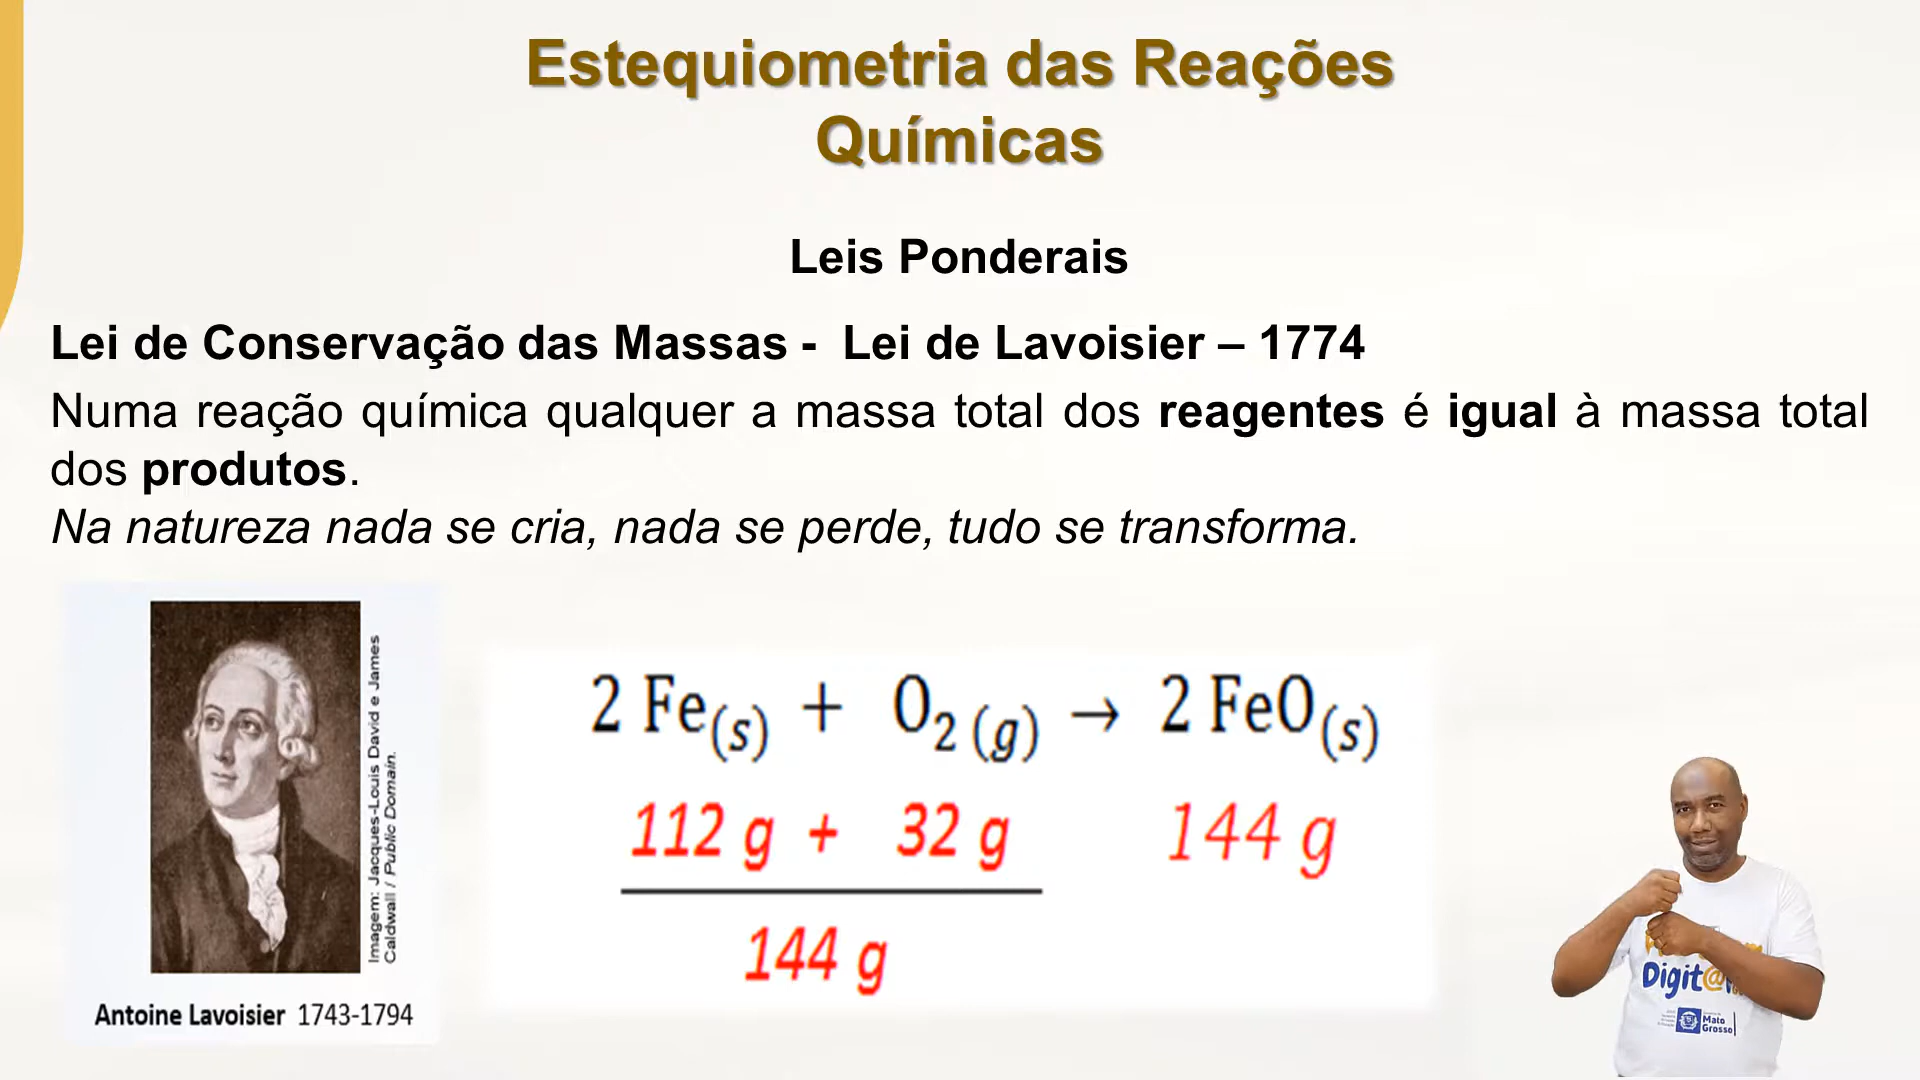 Estequiometria das Reações
Químicas
Leis Ponderais
Lei de Conservação das Massas - Lei de Lavoisier – 1774
Numa reação química qualquer a massa total dos reagentes é igual à massa total
dos produtos.
Na natureza nada se cria, nada se perde, tudo se transforma.
Imagem: Jacques-Louis David e James
Caldwall / Public Domain.
Antoine Lavoisier 1743-1794
2 Fe(s) + O2 (g) → 2 FeO(s)
112 g + 32 g 144 g
144 g
Mato
Grosso